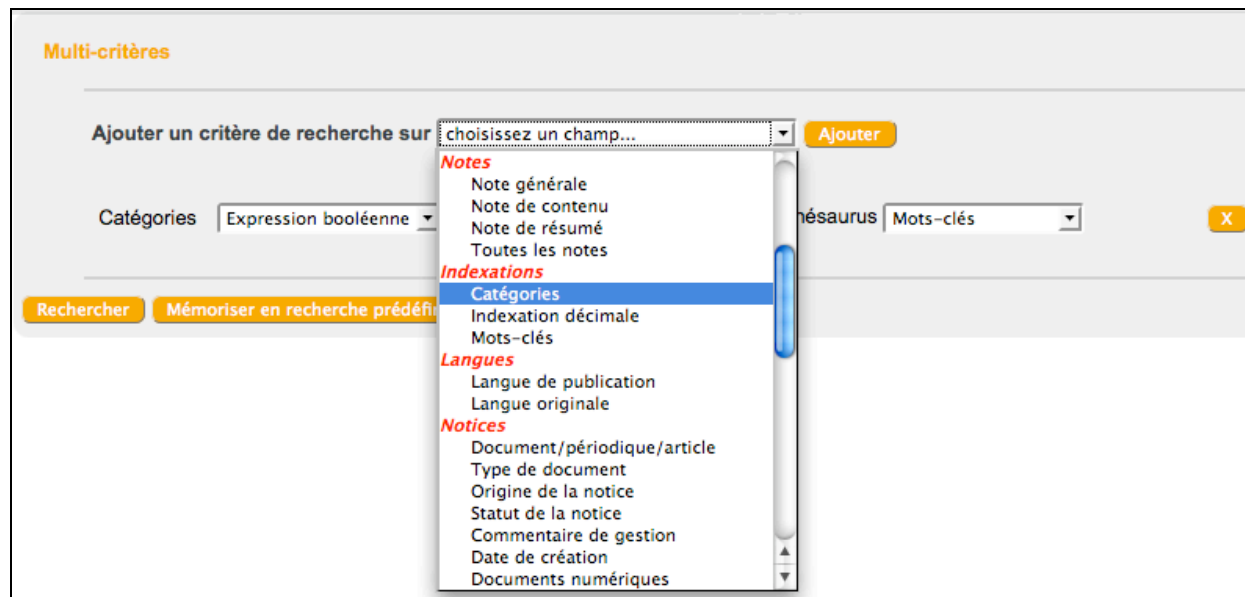 Multi-critères
Ajouter un critère de recherche sur choisissez un champ... Ajouter
Notes
Note générale
Note de contenu
Note de résumé
Toutes les notes
Catégories Expression booléenne Mots-clés X
Indexations
Catégories
Indexation décimale
Mots-clés
Rechercher Mémoriser en recherche
Langues
Langue de publication
Langue originale
Notices
Document/périodique/article
Type de document
Origine de la notice
Statut de la notice
Commentaire de gestion
Date de création
Documents numériques